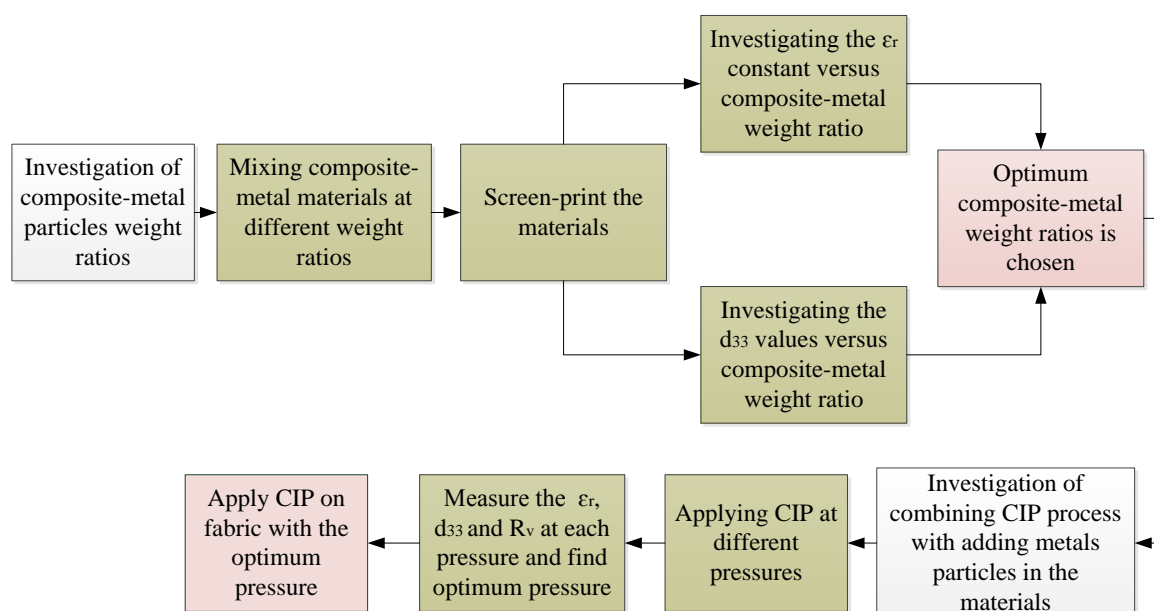 Investigation of
composite-metal
particles weight
ratios
Mixing composite-
metal materials at
different weight
ratios
Screen-print the
materials
Investigating the εr
constant versus
composite-metal
weight ratio
Investigating the
d33 values versus
composite-metal
weight ratio
Optimum
composite-metal
weight ratios is
chosen
Investigation of
combining CIP process
with adding metals
particles in the
materials
Applying CIP at
different
pressures
Measure the εr,
d33 and Rv at each
pressure and find
optimum pressure
Apply CIP on
fabric with the
optimum
pressure